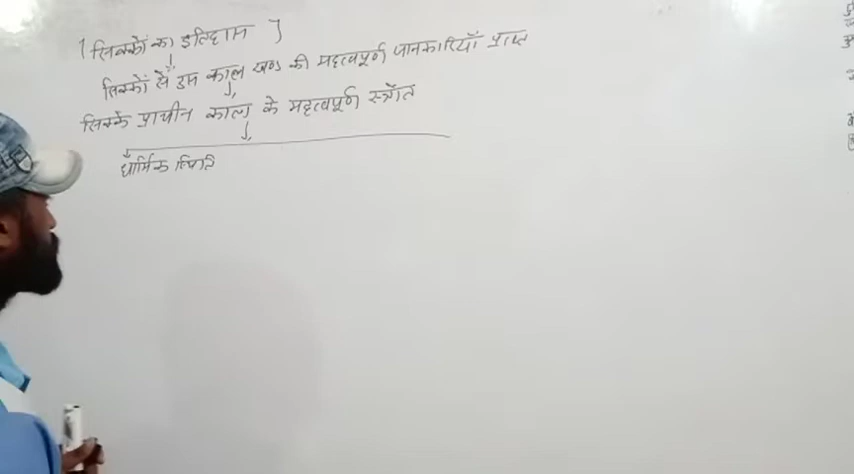 [ सिक्कों का इतिहास ]
सिक्कों से उस काल खण्ड की महत्वपूर्ण जानकारियाँ प्राप्त
सिक्के प्राचीन काल के महत्वपूर्ण स्त्रोत
धार्मिक स्थिति